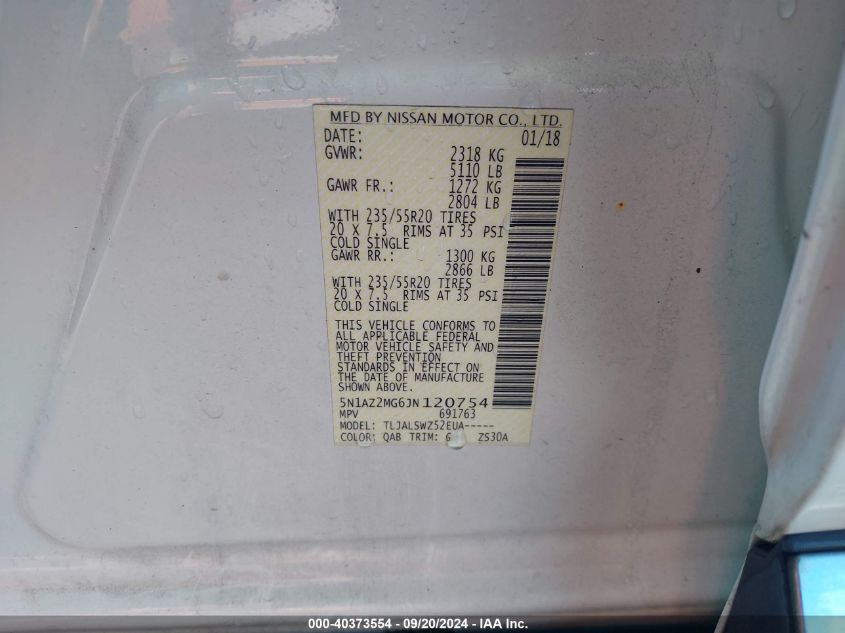 MFD BY NISSAN MOTOR CO., LTD.
DATE: 01/18
GVWR: 2318 KG
5110 LB
GAWR FR.: 1272 KG
2804 LB
WITH 235/55R20 TIRES
20 X 7.5 RIMS AT 35 PSI
COLD SINGLE
GAWR RR.: 1300 KG
2866 LB
WITH 235/55R20 TIRES
20 X 7.5 RIMS AT 35 PSI
COLD SINGLE
THIS VEHICLE CONFORMS TO
ALL APPLICABLE FEDERAL
MOTOR VEHICLE SAFETY AND
THEFT PREVENTION
STANDARDS IN EFFECT ON
THE DATE OF MANUFACTURE
SHOWN ABOVE.
5N1AZ2MG6JN120754
MPV 691763
MODEL: TLJALSWZ52EUA-----
COLOR: QAB TRIM: G ZS30A
000-40373554 - 09/20/2024 - IAA Inc.